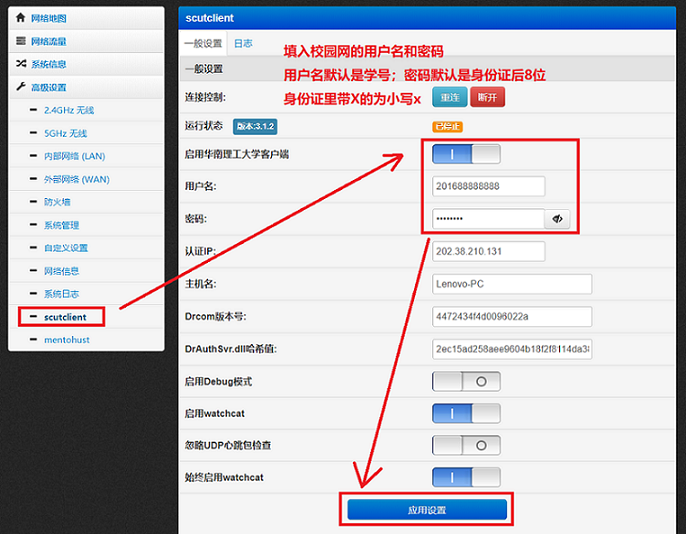 网络地图
网络流量
系统信息
高级设置
2.4GHz 无线
5GHz 无线
内部网络 (LAN)
外部网络 (WAN)
防火墙
系统管理
自定义设置
网络信息
系统日志
scutclient
mentohust
scutclient
一般设置 日志
填入校园网的用户名和密码
一般设置
用户名默认是学号；密码默认是身份证后8位
身份证里带X的为小写x
连接控制: 重连 断开
运行状态 版本:3.1.2 已停止
启用华南理工大学客户端
用户名: 201688888888
密码: ••••••••
认证IP: 202.38.210.131
主机名: Lenovo-PC
Drcom版本号: 4472434f4d0096022a
DrAuthSvr.dll哈希值: 2ec15ad258aee9604b18f2f8114da38
启用Debug模式
启用watchcat
忽略UDP心跳包检查
始终启用watchcat
应用设置